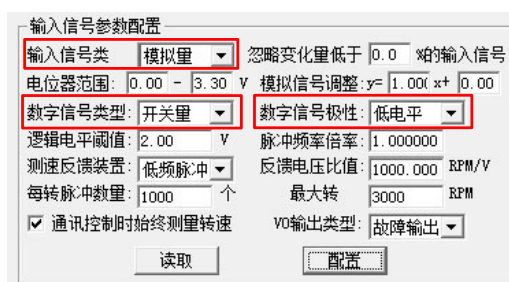 输入信号参数配置
输入信号类 模拟量 忽略变化量低于 0.0 %的输入信号
电位器范围: 0.00 - 3.30 V 模拟信号调整:y= 1.00( x+ 0.00
数字信号类型: 开关量 数字信号极性: 低电平
逻辑电平阈值: 2.00 V 脉冲频率倍率: 1.000000
测速反馈装置: 低频脉冲 反馈电压比值: 1000.000 RPM/V
每转脉冲数量: 1000 个 最大转 3000 RPM
通讯控制时始终测量转速 VO输出类型: 故障输出
读取 配置